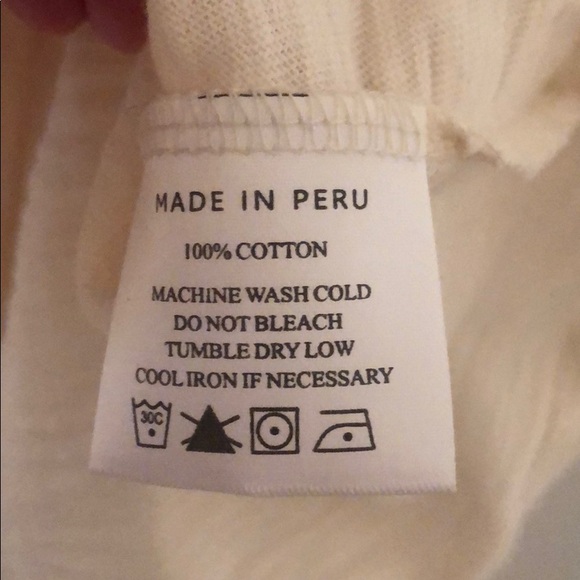 MADE IN PERU
100% COTTON
MACHINE WASH COLD
DO NOT BLEACH
TUMBLE DRY LOW
COOL IRON IF NECESSARY
30C